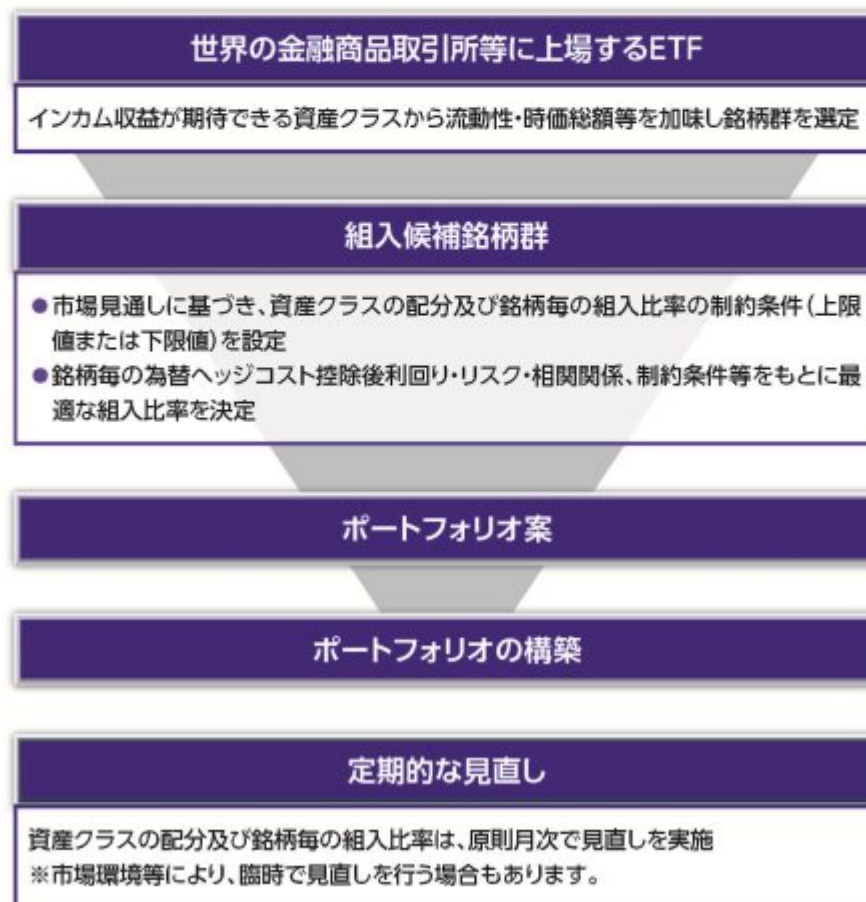 世界の金融商品取引所等に上場するETF
インカム収益が期待できる資産クラスから流動性・時価総額等を加味し銘柄群を選定
組入候補銘柄群
●市場見通しに基づき、資産クラスの配分及び銘柄毎の組入比率の制約条件(上限
値または下限値)を設定
●銘柄毎の為替ヘッジコスト控除後利回り・リスク・相関関係、制約条件等をもとに最
適な組入比率を決定
ポートフォリオ案
ポートフォリオの構築
定期的な見直し
資産クラスの配分及び銘柄毎の組入比率は、原則月次で見直しを実施
※市場環境等により、臨時で見直しを行う場合もあります。